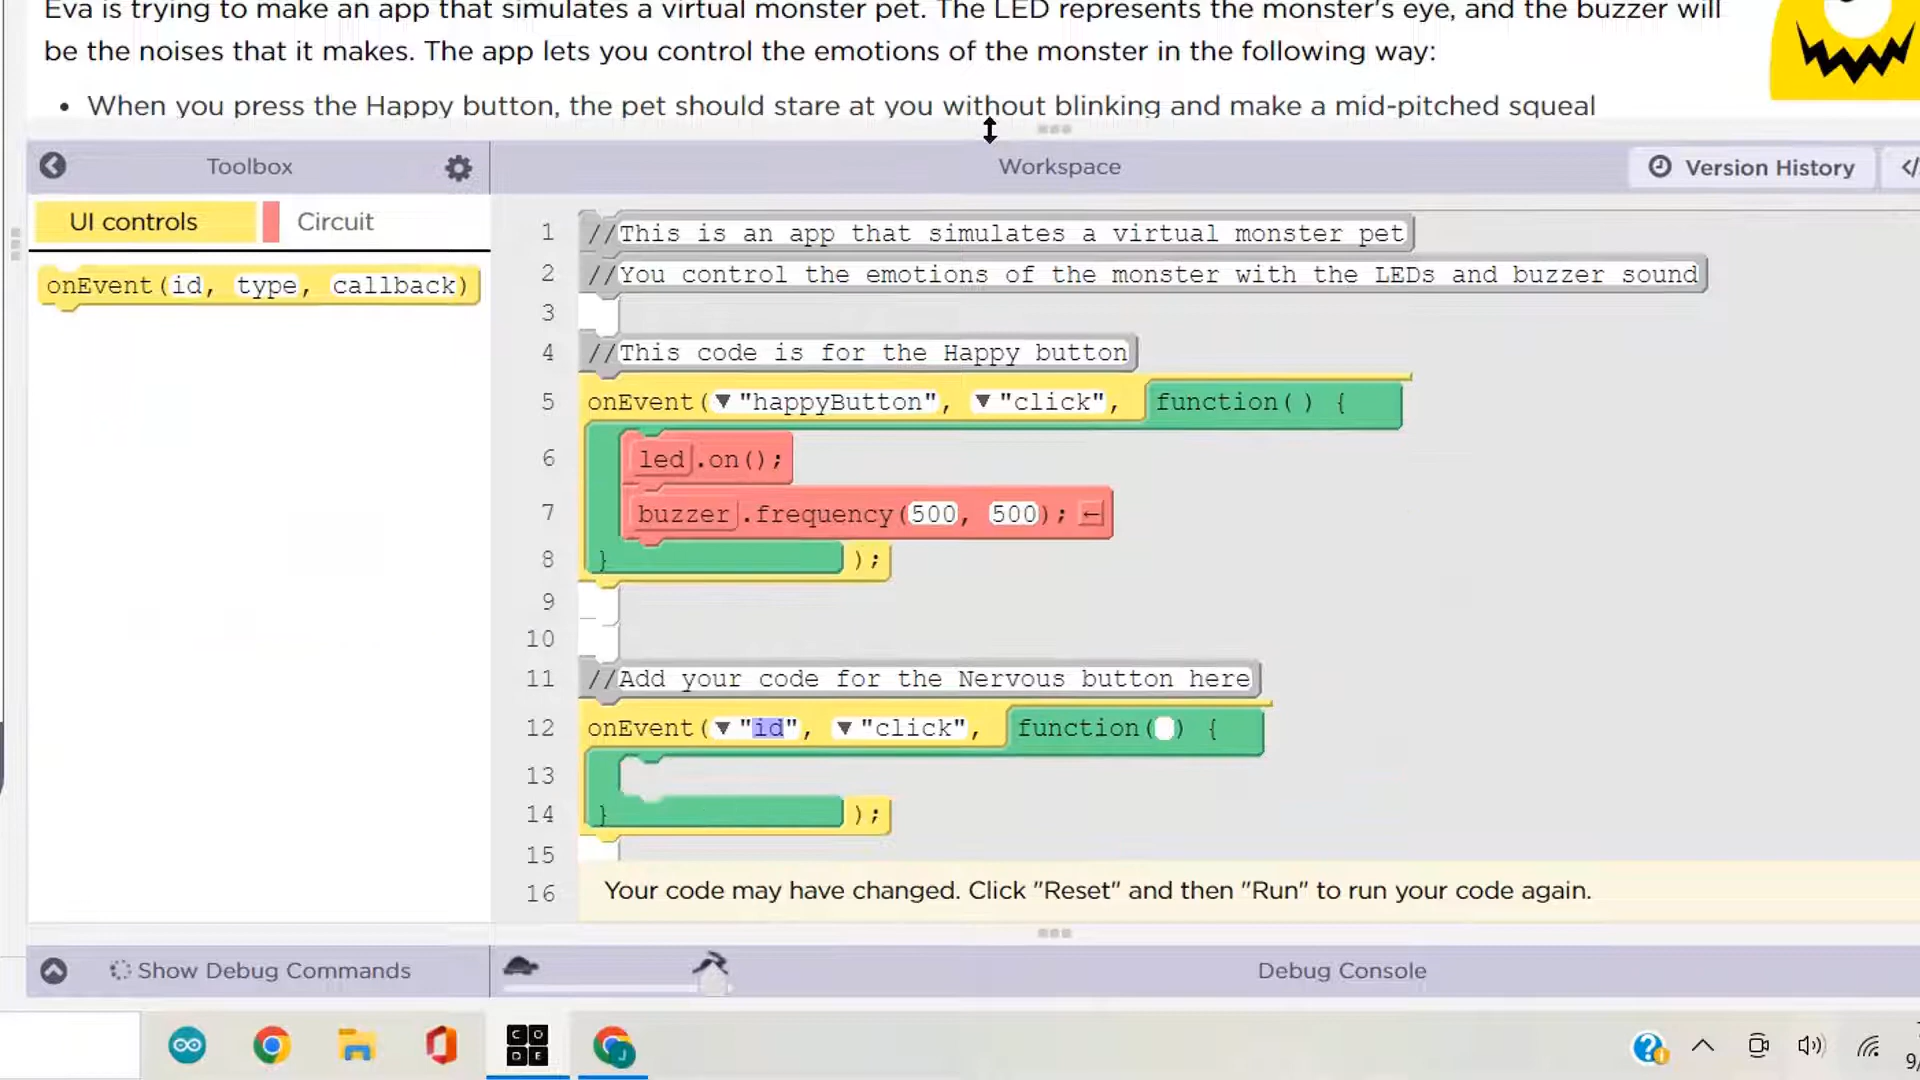 Eva is trying to make an app that simulates a virtual monster pet. The LED represents the monster's eye, and the buzzer will
be the noises that it makes. The app lets you control the emotions of the monster in the following way:
• When you press the Happy button, the pet should stare at you without blinking and make a mid-pitched squeal
Toolbox
Workspace
Version History
</
UI controls
Circuit
onEvent(id, type, callback)
1 //This is an app that simulates a virtual monster pet
2 //You control the emotions of the monster with the LEDs and buzzer sound
3
4 //This code is for the Happy button
5 onEvent(▼"happyButton", ▼"click", function() {
6 led.on();
7 buzzer.frequency(500, 500); ←
8 } );
9
10
11 //Add your code for the Nervous button here
12 onEvent(▼"id", ▼"click", function() {
13
14 } );
15
16
Your code may have changed. Click "Reset" and then "Run" to run your code again.
Show Debug Commands
Debug Console
C O
D E
J
9/